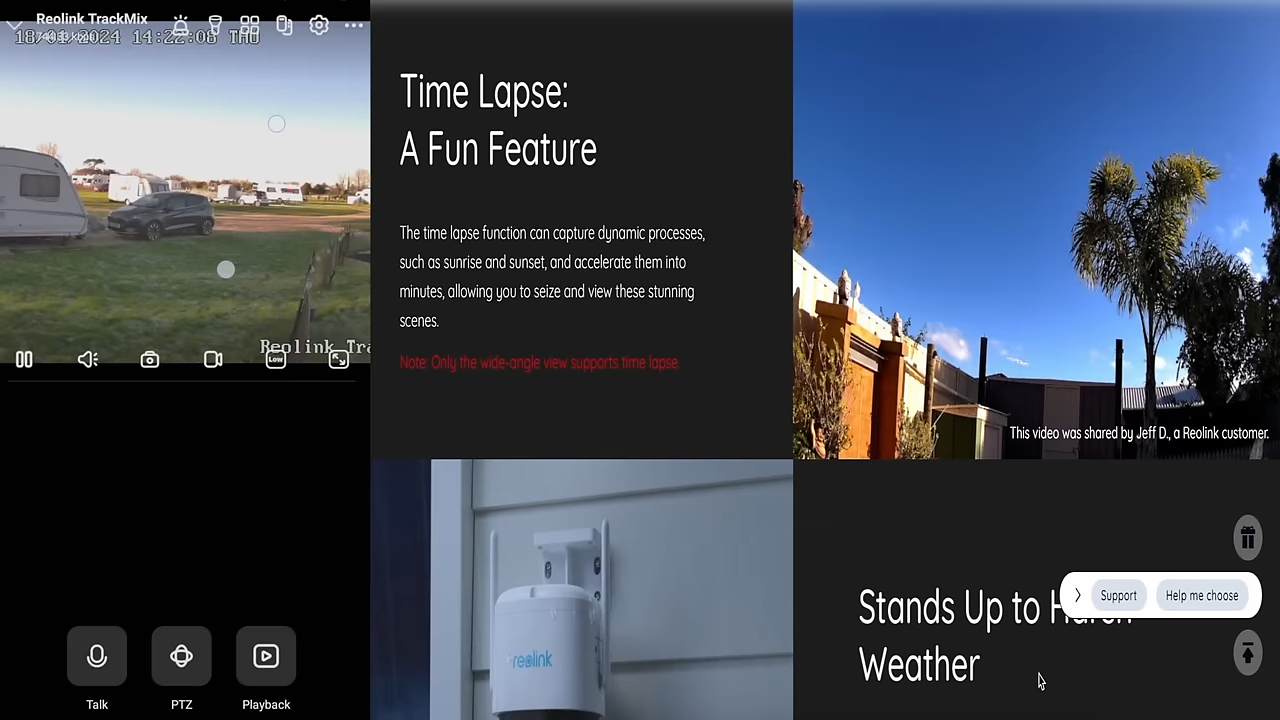 Reolink TrackMix
18/01/2024 14:22:08 THU
Reolink Tra
Low
Talk
PTZ
Playback
Time Lapse:
A Fun Feature
The time lapse function can capture dynamic processes,
such as sunrise and sunset, and accelerate them into
minutes, allowing you to seize and view these stunning
scenes.
Note: Only the wide-angle view supports time lapse.
This video was shared by Jeff D., a Reolink customer.
reolink
Stands Up to Harsh
Weather
Support
Help me choose